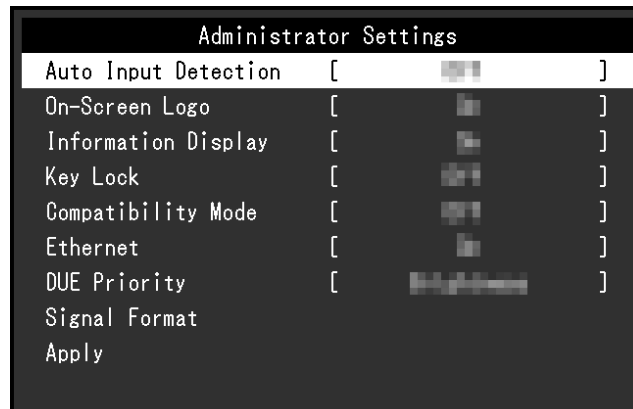 Administrator Settings
Auto Input Detection [ ]
On-Screen Logo [ ]
Information Display [ ]
Key Lock [ ]
Compatibility Mode [ ]
Ethernet [ ]
DUE Priority [ ]
Signal Format
Apply